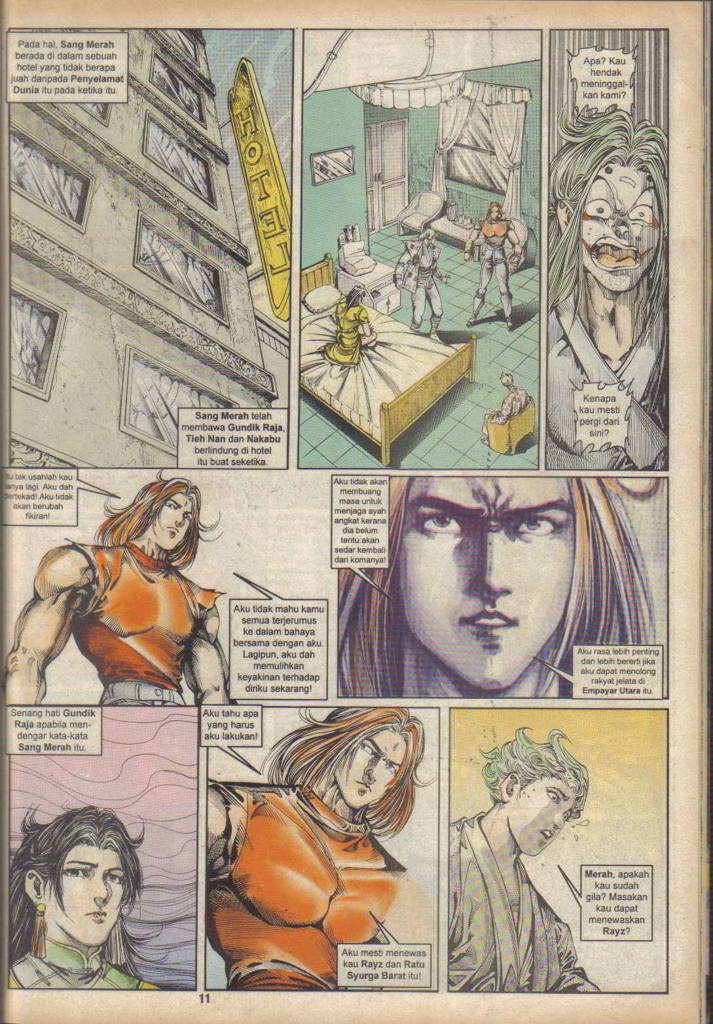 Pada hal, Sang Merah
berada di dalam sebuah
hotel yang tidak berapa
jauh daripada Penyelamat
Dunia itu pada ketika itu.
HOTEL
Sang Merah telah
membawa Gundik Raja,
Tieh Nan dan Nakabu
berlindung di hotel
itu buat seketika.
Apa? Kau
hendak
meninggal-
kan kami?
Kenapa
kau mesti
pergi dari
sini?
tak usahlah kau
tanya lagi. Aku dah
bertekad! Aku tidak
akan berubah
fikiran!
Aku tidak mahu kamu
semua terjerumus
ke dalam bahaya
bersama dengan aku.
Lagipun, aku dah
memulihkan
keyakinan terhadap
diriku sekarang!
Aku tidak akan
membuang
masa untuk
menjaga ayah
angkat kerana
dia belum
tentu akan
sedar kembali
dari komanya!
Aku rasa lebih penting
dan lebih bererti jika
aku dapat menolong
rakyat jelata di
Empayar Utara itu.
Senang hati Gundik
Raja apabila men-
dengar kata-kata
Sang Merah itu.
Aku tahu apa
yang harus
aku lakukan!
Aku mesti menewas
kau Rayz dan Ratu
Syurga Barat itu!
Merah, apakah
kau sudah
gila? Masakan
kau dapat
menewaskan
Rayz?
11